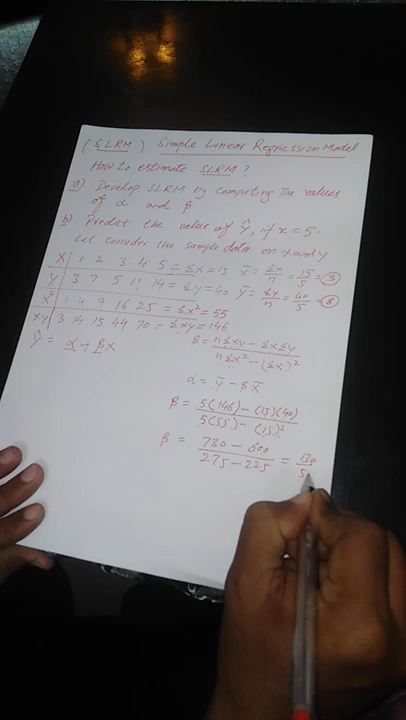 (SLRM) Simple Linear Regression Model
How to estimate SLRM?
a) Develop SLRM by computing the values
of α and β
b) Predict the value of Ŷ, if x = 5.
Let consider the sample data on x and y
X | 1 2 3 4 5 = Σx = 15 x̄ = Σx/n = 15/5 = 3
Y | 3 7 5 11 14 = Σy = 40 ȳ = Σy/n = 40/5 = 8
X² | 1 4 9 16 25 = Σx² = 55
XY | 3 14 15 44 70 = Σxy = 146
Ŷ = α + βX
β = nΣxy - ΣxΣy / nΣx² - (Σx)²
α = ȳ - βx̄
β = 5(146) - (15)(40) / 5(55) - (15)²
β = 730 - 600 / 275 - 225 = 130 / 5